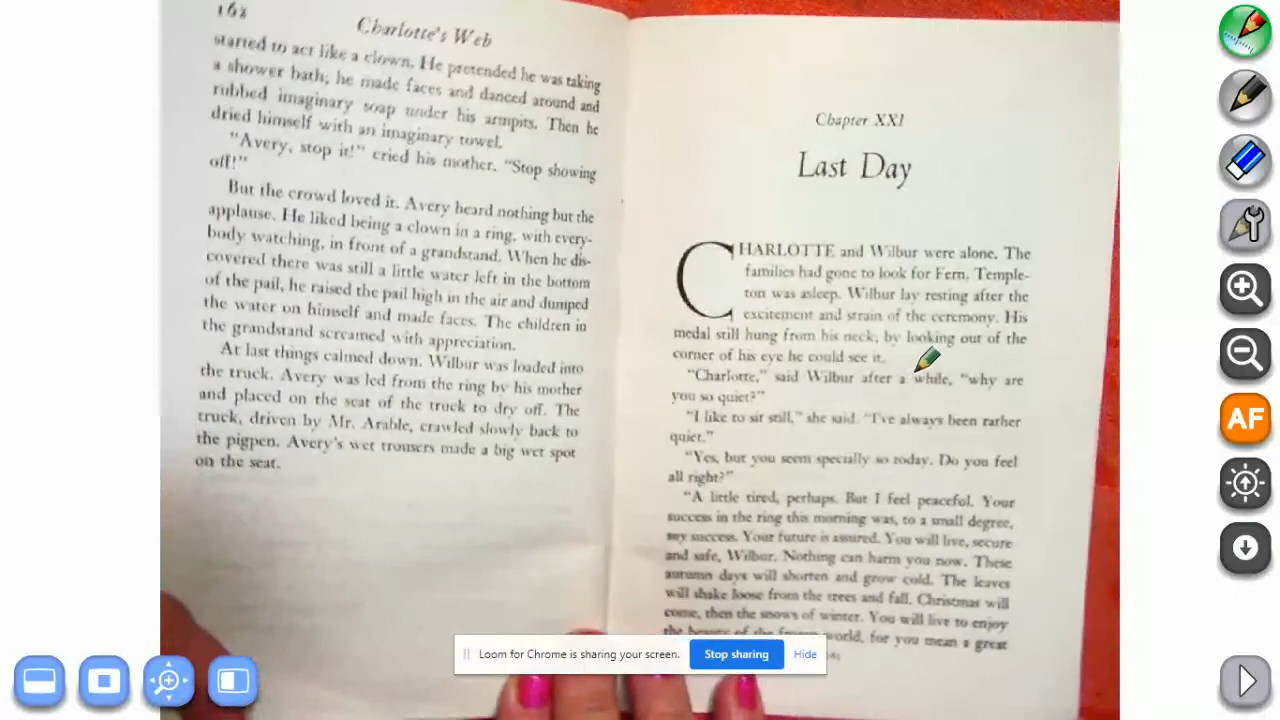 162
Charlotte's Web
started to act like a clown. He pretended he was taking
a shower bath; he made faces and danced around and
rubbed imaginary soap under his armpits. Then he
dried himself with an imaginary towel.
"Avery, stop it!" cried his mother. "Stop showing
off!"
But the crowd loved it. Avery heard nothing but the
applause. He liked being a clown in a ring, with every-
body watching, in front of a grandstand. When he dis-
covered there was still a little water left in the bottom
of the pail, he raised the pail high in the air and dumped
the water on himself and made faces. The children in
the grandstand screamed with appreciation.
At last things calmed down. Wilbur was loaded into
the truck. Avery was led from the ring by his mother
and placed on the seat of the truck to dry off. The
truck, driven by Mr. Arable, crawled slowly back to
the pigpen. Avery's wet trousers made a big wet spot
on the seat.
Chapter XXI
Last Day
CHARLOTTE and Wilbur were alone. The
families had gone to look for Fern. Temple-
ton was asleep. Wilbur lay resting after the
excitement and strain of the ceremony. His
medal still hung from his neck; by looking out of the
corner of his eye he could see it.
"Charlotte," said Wilbur after a while, "why are
you so quiet?"
"I like to sit still," she said. "I've always been rather
quiet."
"Yes, but you seem specially so today. Do you feel
all right?"
"A little tired, perhaps. But I feel peaceful. Your
success in the ring this morning was, to a small degree,
my success. Your future is assured. You will live, secure
and safe, Wilbur. Nothing can harm you now. These
autumn days will shorten and grow cold. The leaves
will shake loose from the trees and fall. Christmas will
come, then the snows of winter. You will live to enjoy
the beauty of the frozen world, for you mean a great
Loom for Chrome is sharing your screen.
Stop sharing
Hide
AF